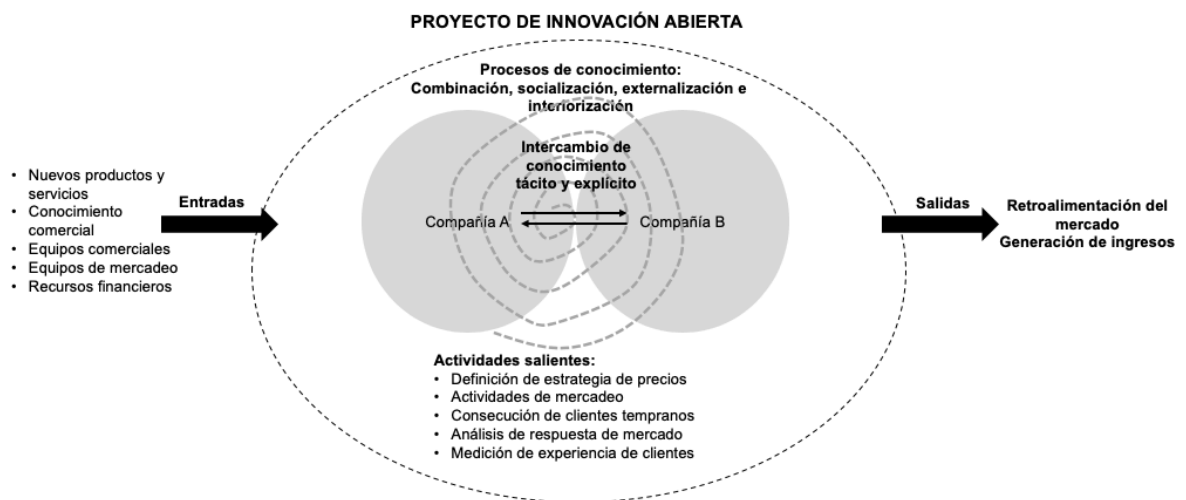 PROYECTO DE INNOVACIÓN ABIERTA
Procesos de conocimiento:
Combinación, socialización, externalización e
interiorización
Intercambio de
conocimiento
tácito y explícito
• Nuevos productos y
servicios
• Conocimiento
comercial
• Equipos comerciales
• Equipos de mercadeo
• Recursos financieros
Entradas
Compañía A
Compañía B
Salidas
Retroalimentación del
mercado
Generación de ingresos
Actividades salientes:
• Definición de estrategia de precios
• Actividades de mercadeo
• Consecución de clientes tempranos
• Análisis de respuesta de mercado
• Medición de experiencia de clientes